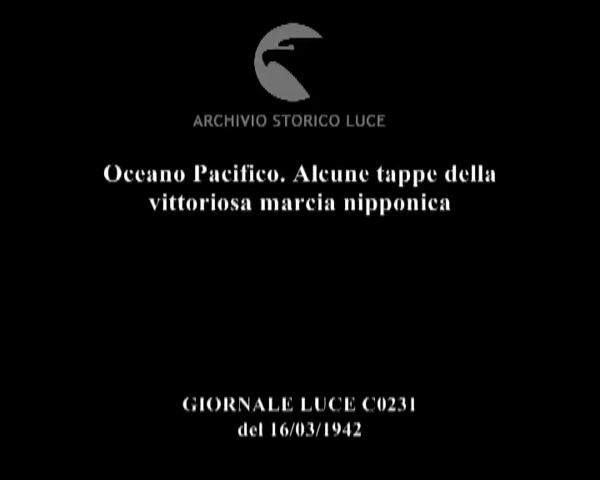 ARCHIVIO STORICO LUCE
Oceano Pacifico. Alcune tappe della
vittoriosa marcia nipponica
GIORNALE LUCE C0231
del 16/03/1942